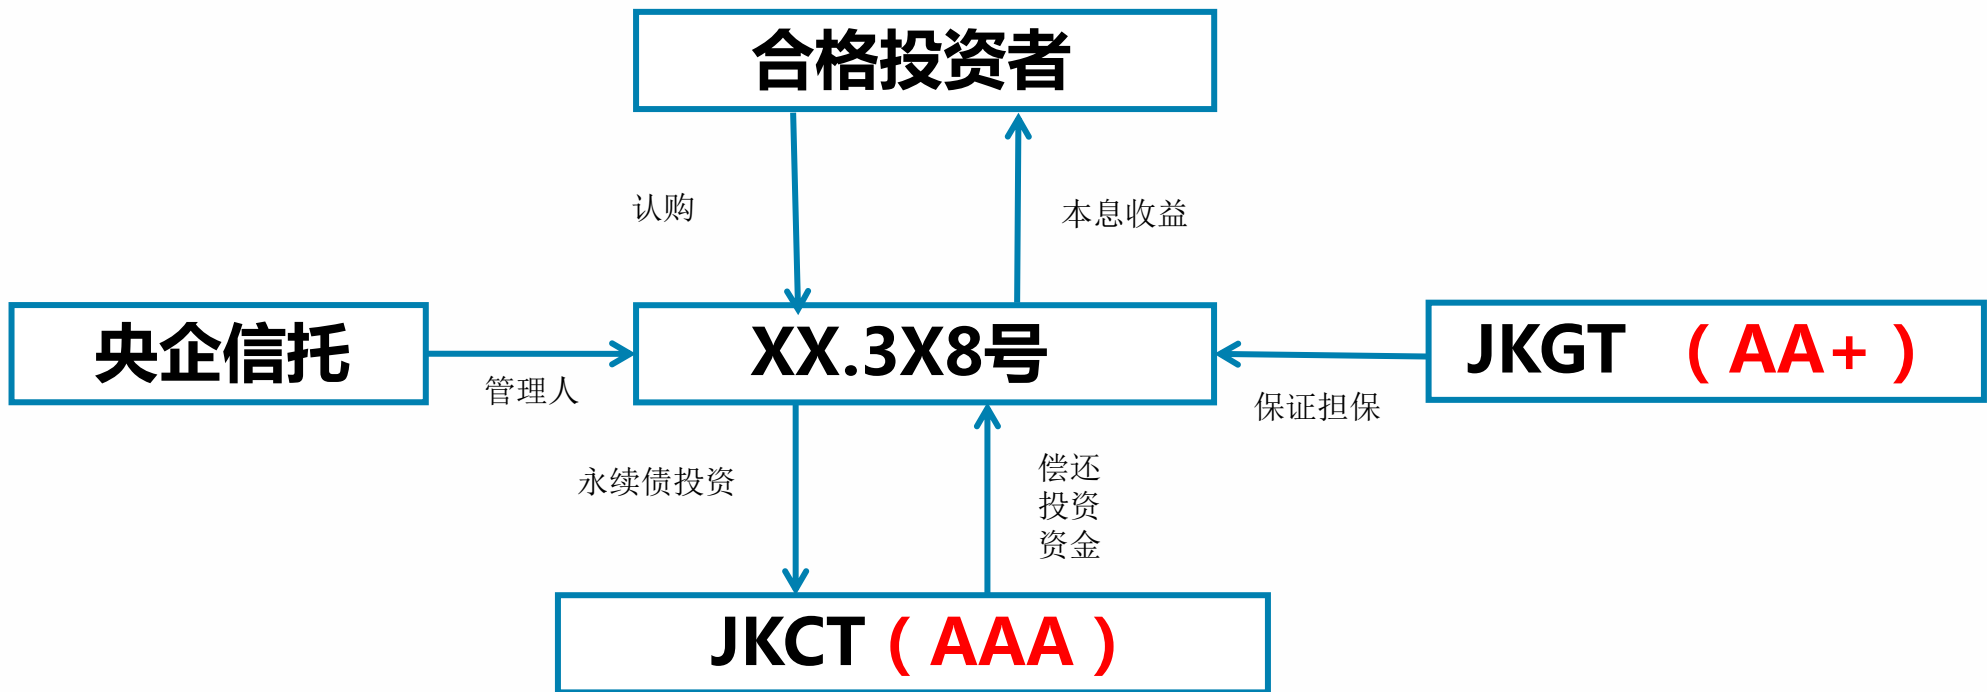 合格投资者
认购
本息收益
央企信托
管理人
XX.3X8号
保证担保
JKGT （AA+）
永续债投资
偿还
投资
资金
JKCT（AAA）